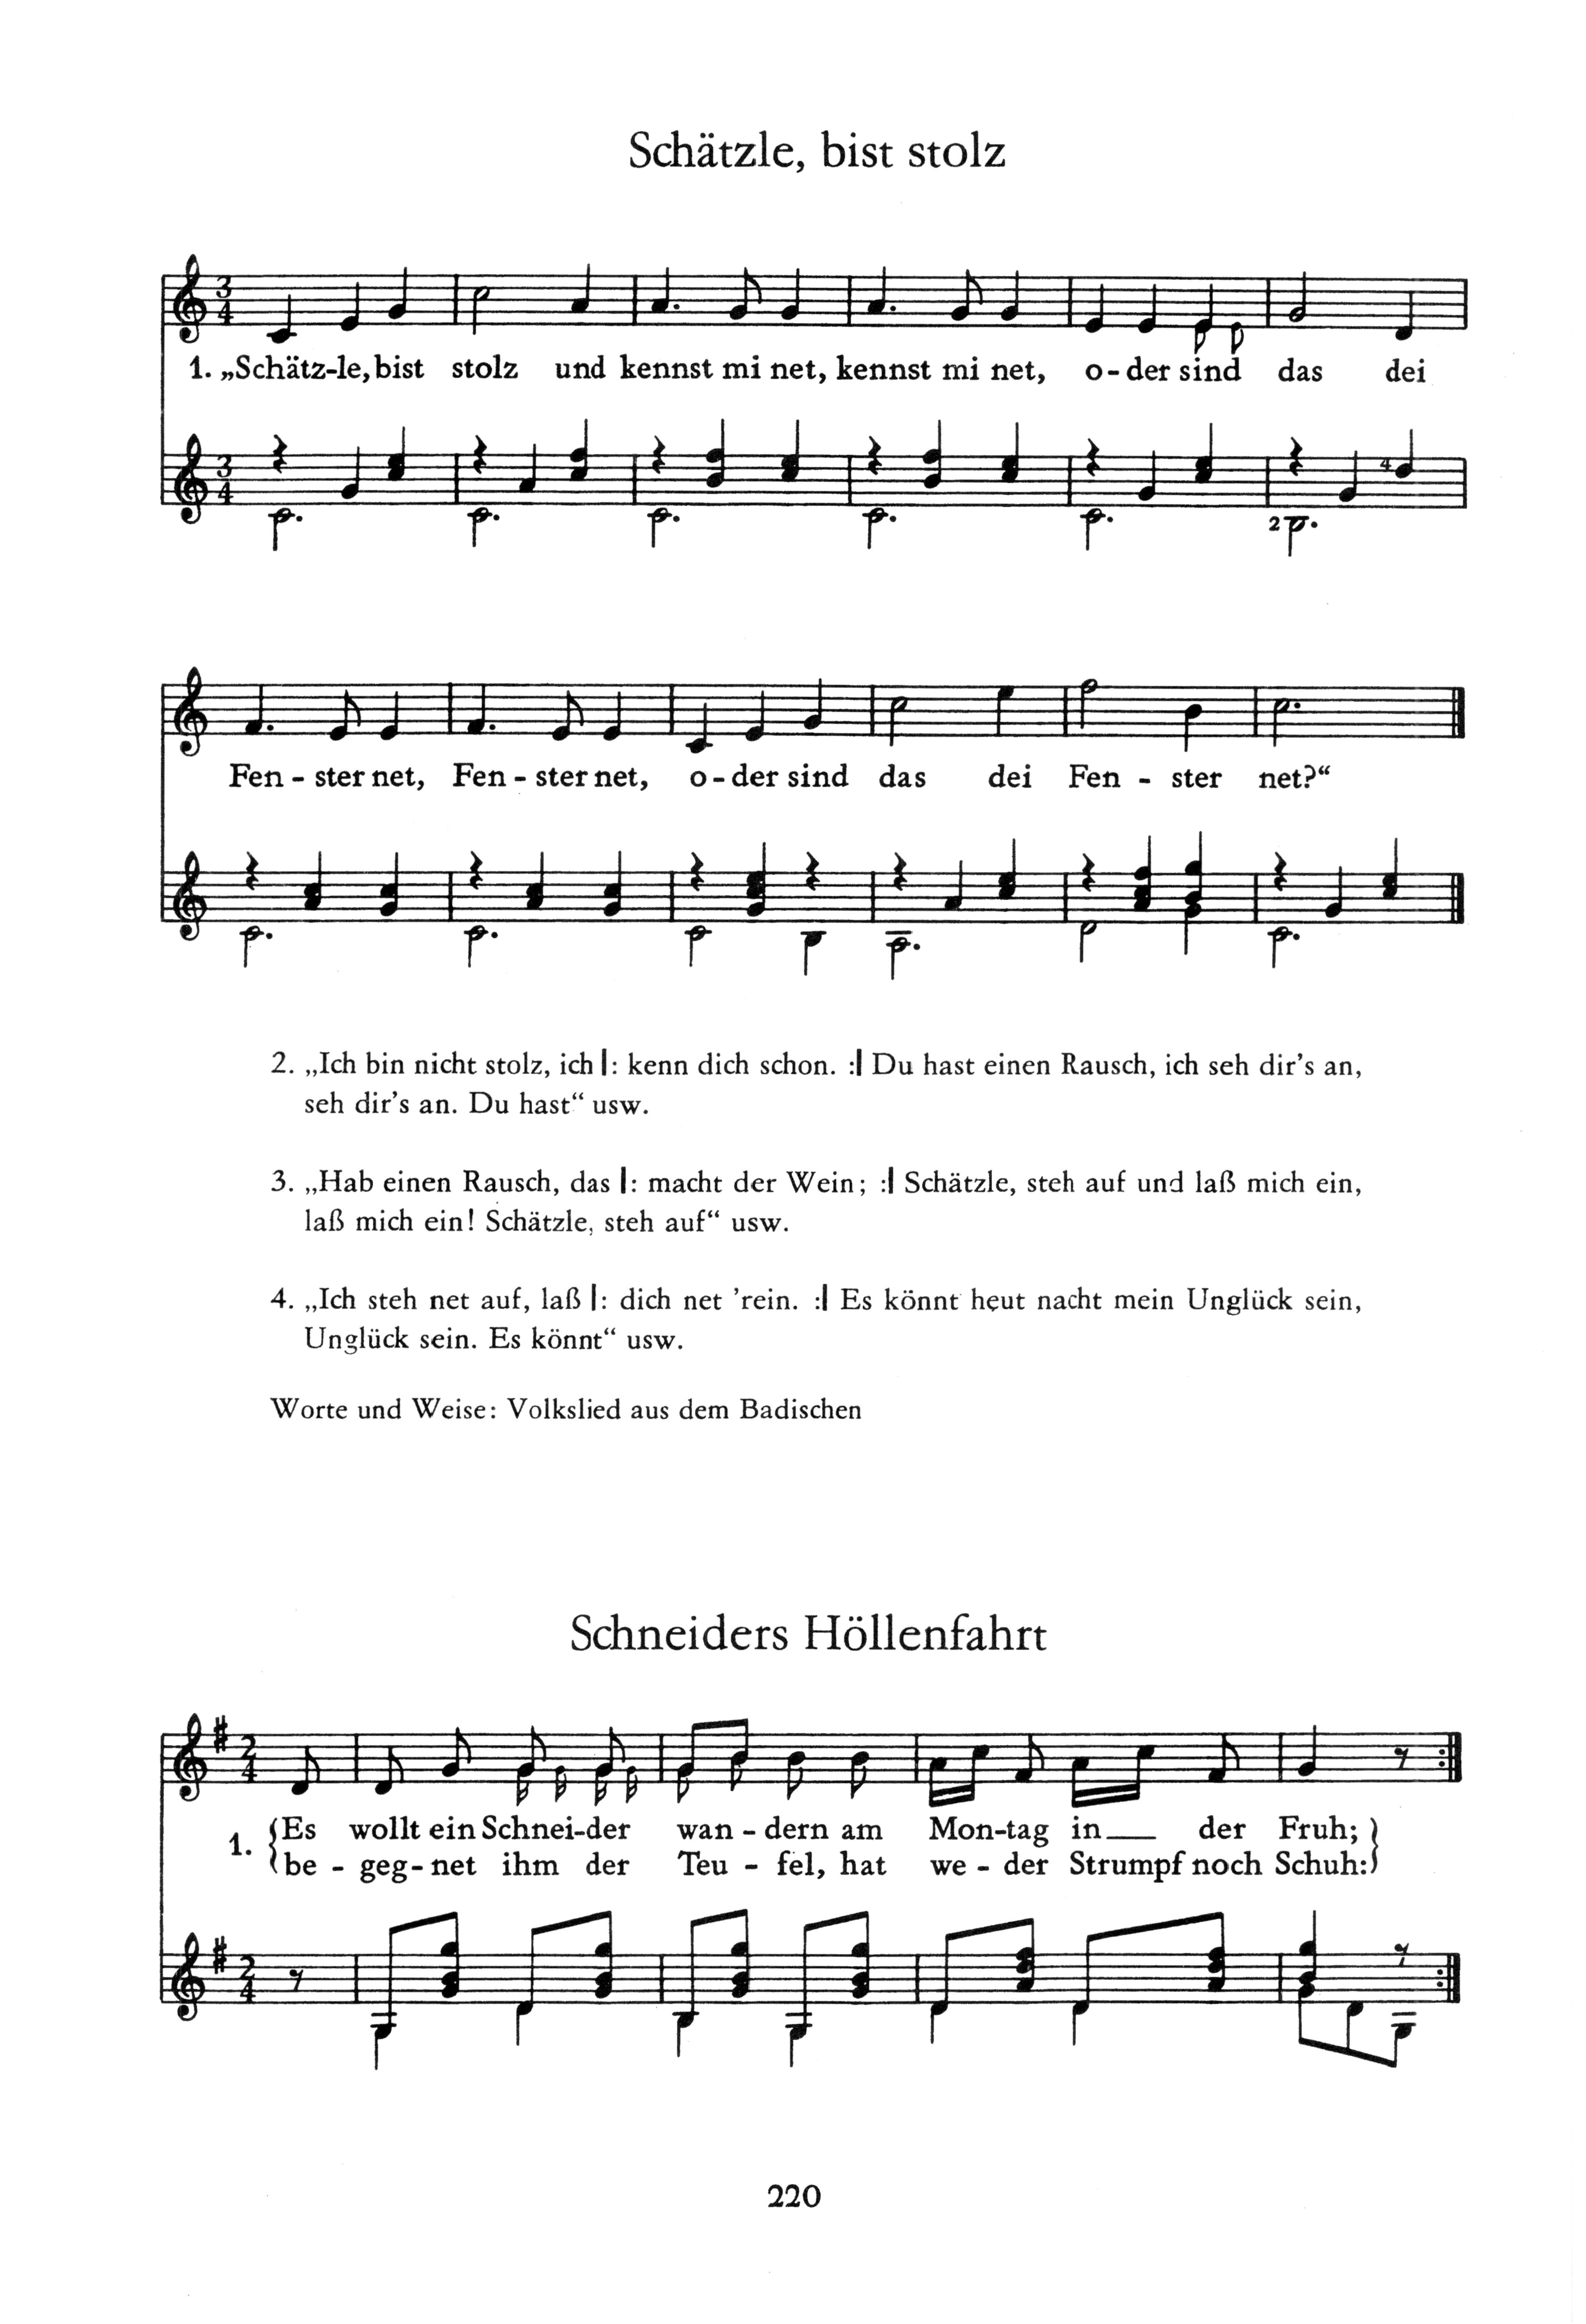 Schätzle, bist stolz
3
4
1. „Schätz-le, bist stolz und kennst mi net, kennst mi net, o-der sind das dei
3
4
4
2
Fen - ster net, Fen - ster net, o-der sind das dei Fen - ster net?“
2. „Ich bin nicht stolz, ich |: kenn dich schon. :| Du hast einen Rausch, ich seh dir’s an,
seh dir’s an. Du hast“ usw.
3. „Hab einen Rausch, das |: macht der Wein; :| Schätzle, steh auf und laß mich ein,
laß mich ein! Schätzle, steh auf“ usw.
4. „Ich steh net auf, laß |: dich net ’rein. :| Es könnt heut nacht mein Unglück sein,
Unglück sein. Es könnt“ usw.
Worte und Weise: Volkslied aus dem Badischen
Schneiders Höllenfahrt
2
4
1. {Es wollt ein Schnei-der wan - dern am Mon-tag in der Fruh;}
{be - geg - net ihm der Teu - fel, hat we - der Strumpf noch Schuh:}
2
4
220